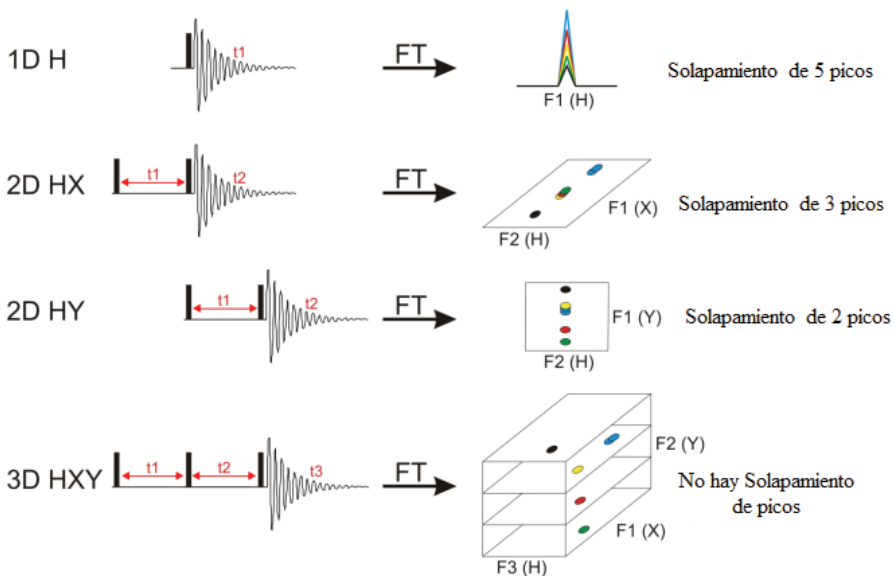 1D H
t1
FT
F1 (H)
Solapamiento de 5 picos
2D HX
t1
t2
FT
F1 (X)
F2 (H)
Solapamiento de 3 picos
2D HY
t1
t2
FT
F1 (Y)
F2 (H)
Solapamiento de 2 picos
3D HXY
t1
t2
t3
FT
F2 (Y)
F1 (X)
F3 (H)
No hay Solapamiento
de picos